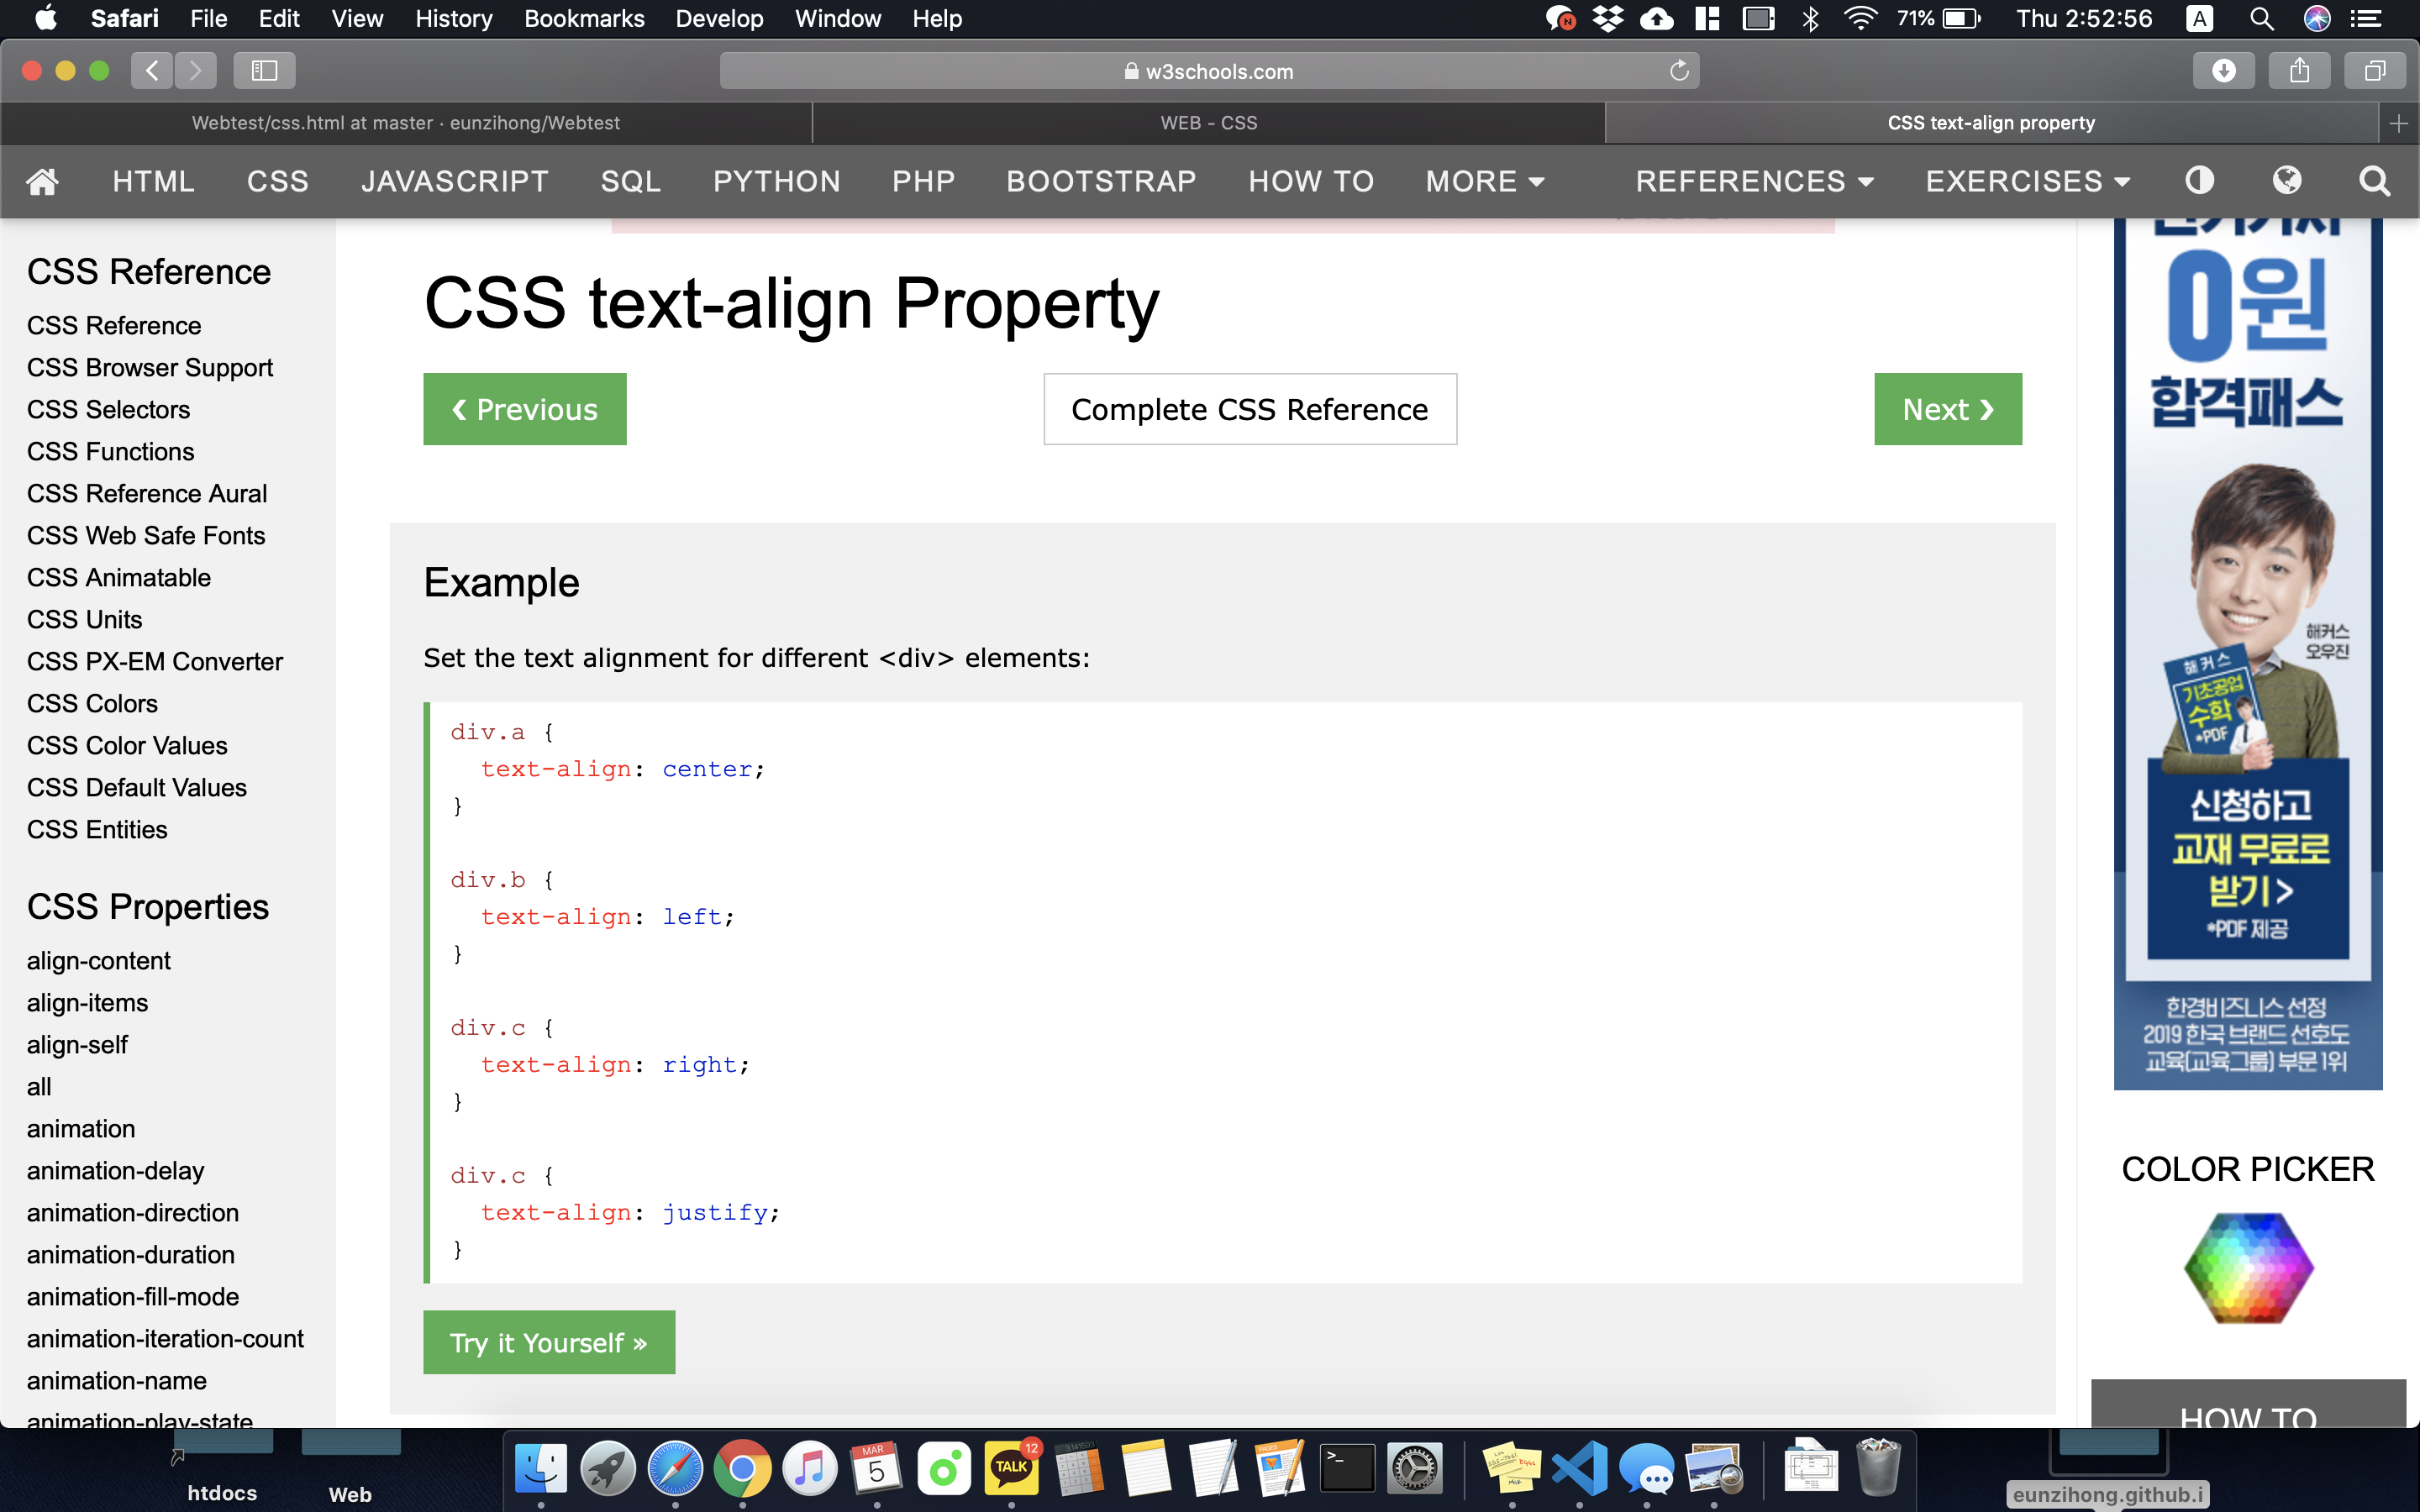 Safari File Edit View History Bookmarks Develop Window Help 71% Thu 2:52:56 A
w3schools.com
Webtest/css.html at master · eunzihong/Webtest WEB - CSS CSS text-align property
HTML CSS JAVASCRIPT SQL PYTHON PHP BOOTSTRAP HOW TO MORE REFERENCES EXERCISES
CSS Reference
CSS Reference
CSS Browser Support
CSS Selectors
CSS Functions
CSS Reference Aural
CSS Web Safe Fonts
CSS Animatable
CSS Units
CSS PX-EM Converter
CSS Colors
CSS Color Values
CSS Default Values
CSS Entities
CSS Properties
align-content
align-items
align-self
all
animation
animation-delay
animation-direction
animation-duration
animation-fill-mode
animation-iteration-count
animation-name
animation-play-state
CSS text-align Property
❮ Previous Complete CSS Reference Next ❯
Example
Set the text alignment for different <div> elements:
div.a {
text-align: center;
}
div.b {
text-align: left;
}
div.c {
text-align: right;
}
div.c {
text-align: justify;
}
Try it Yourself »
0원
합격패스
해커스
오우진
해커스
기초공업
수학
*PDF
신청하고
교재 무료로
받기 >
*PDF 제공
한경비즈니스 선정
2019 한국 브랜드 선호도
교육(교육그룹) 부문 1위
COLOR PICKER
HOW TO
htdocs Web
MAR
5
TALK
12
PAGES
eunzihong.github.i